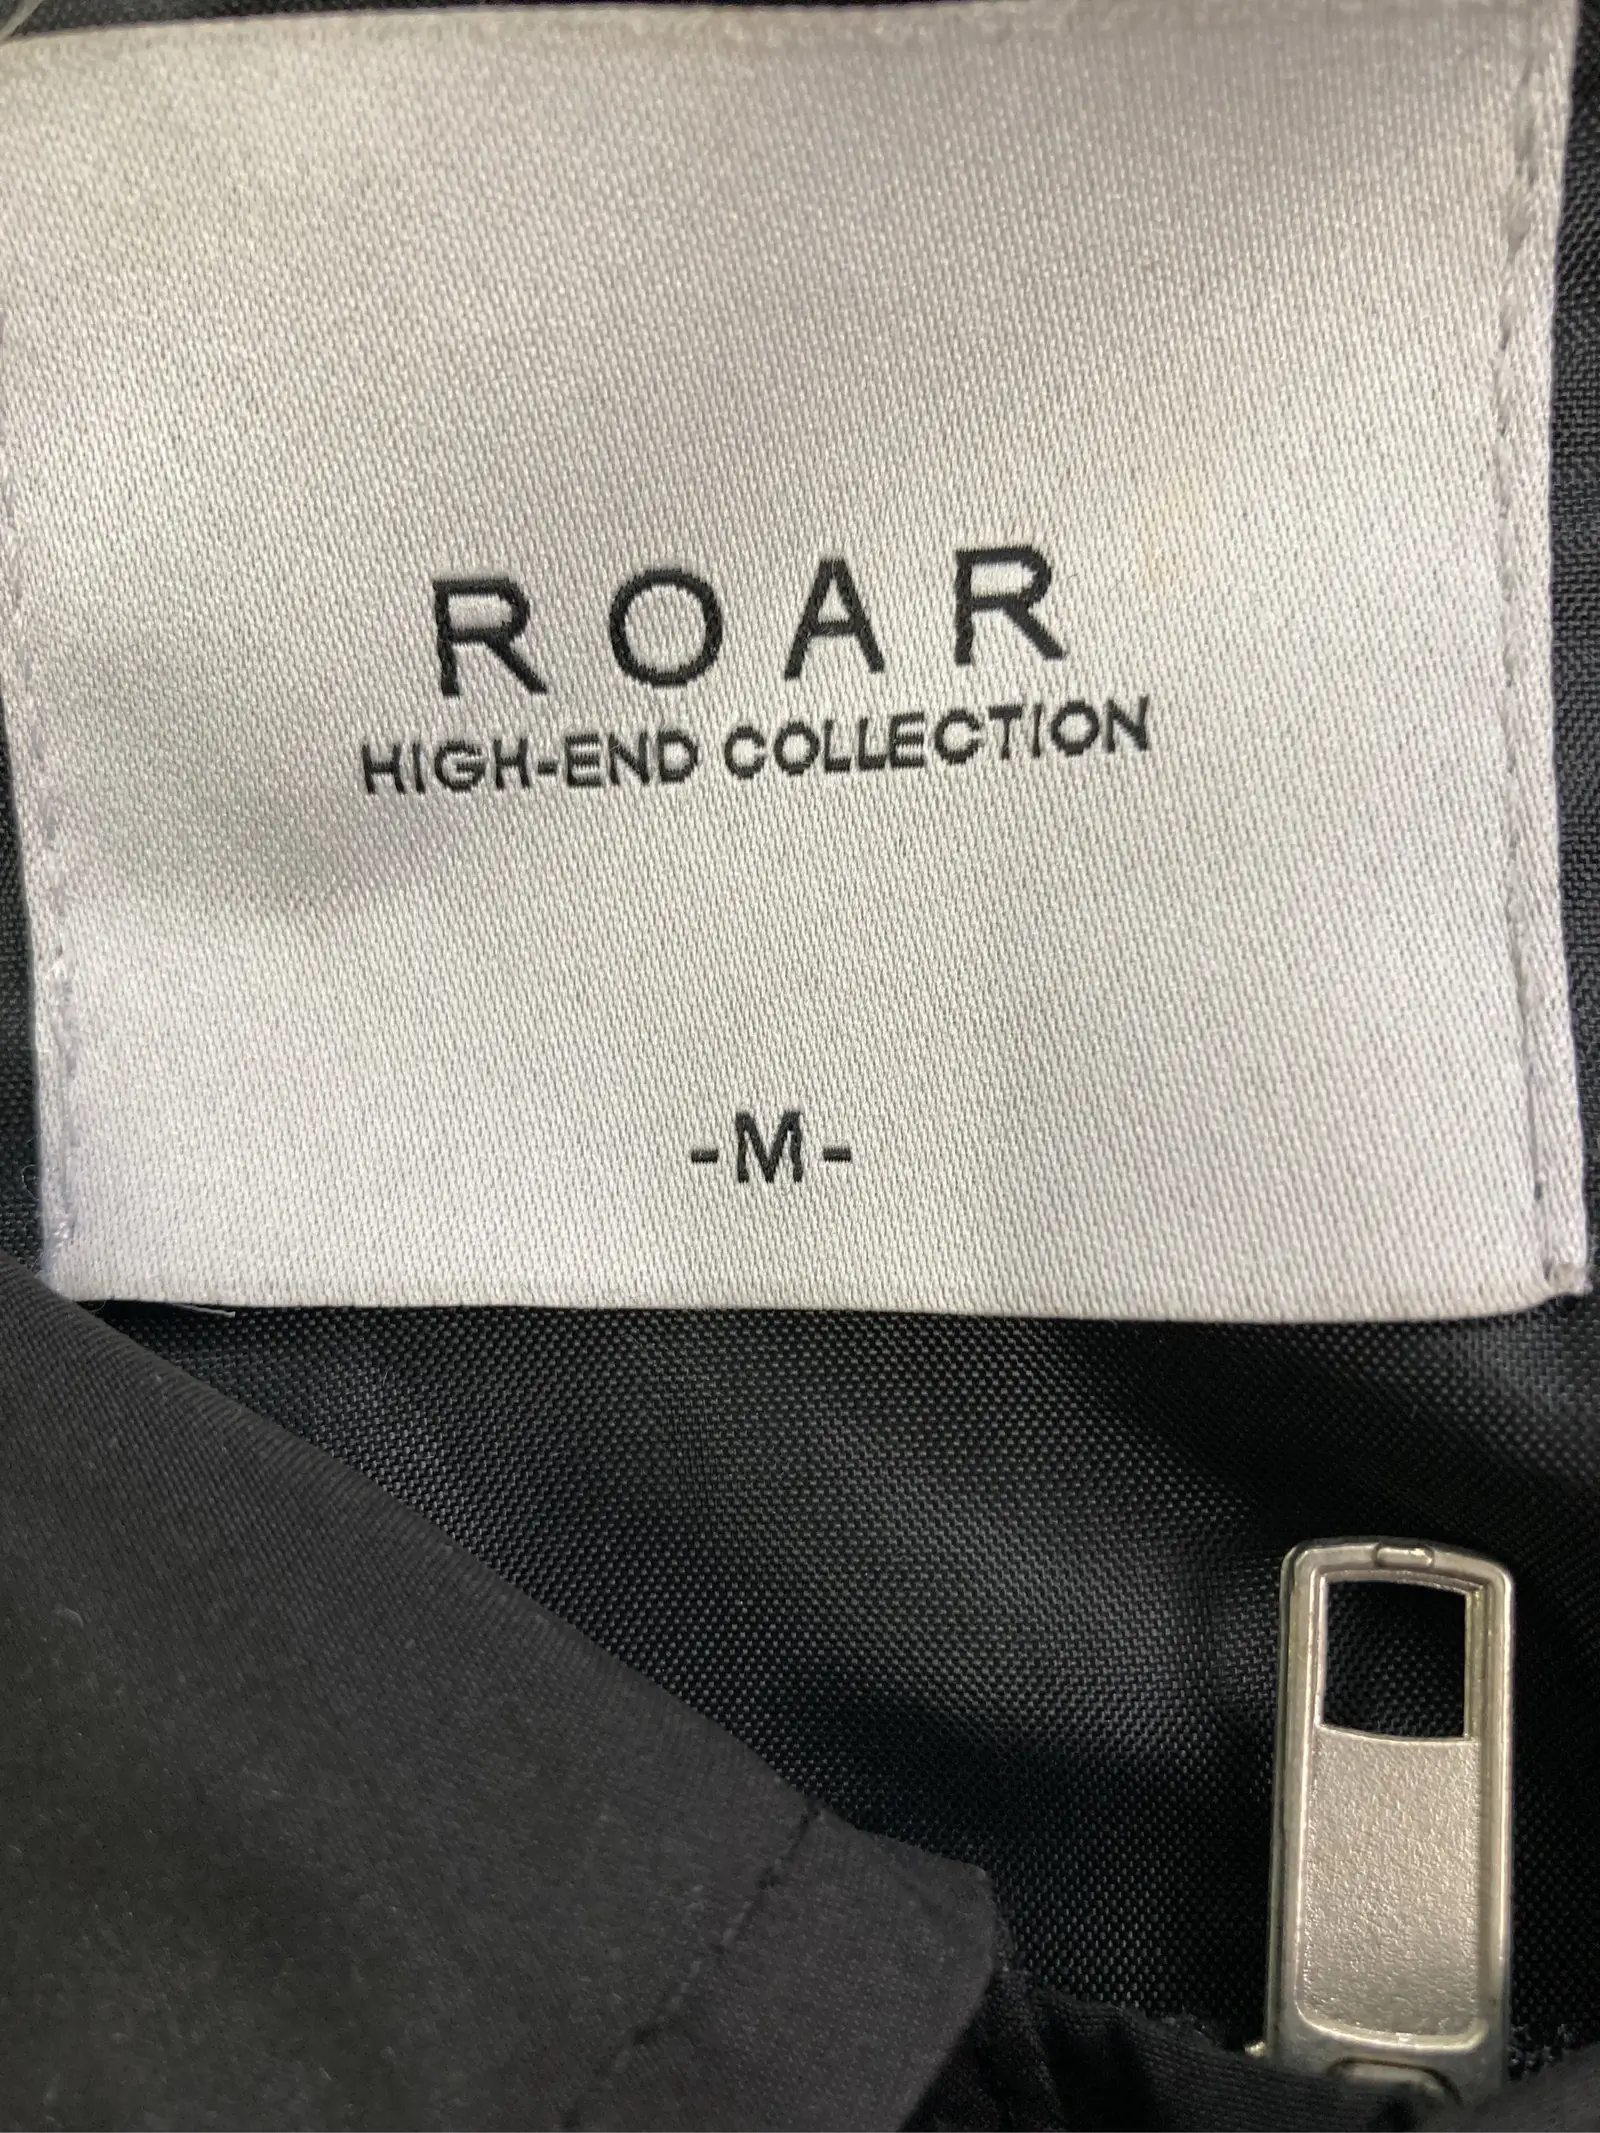 ROAR
HIGH-END COLLECTION
-M-